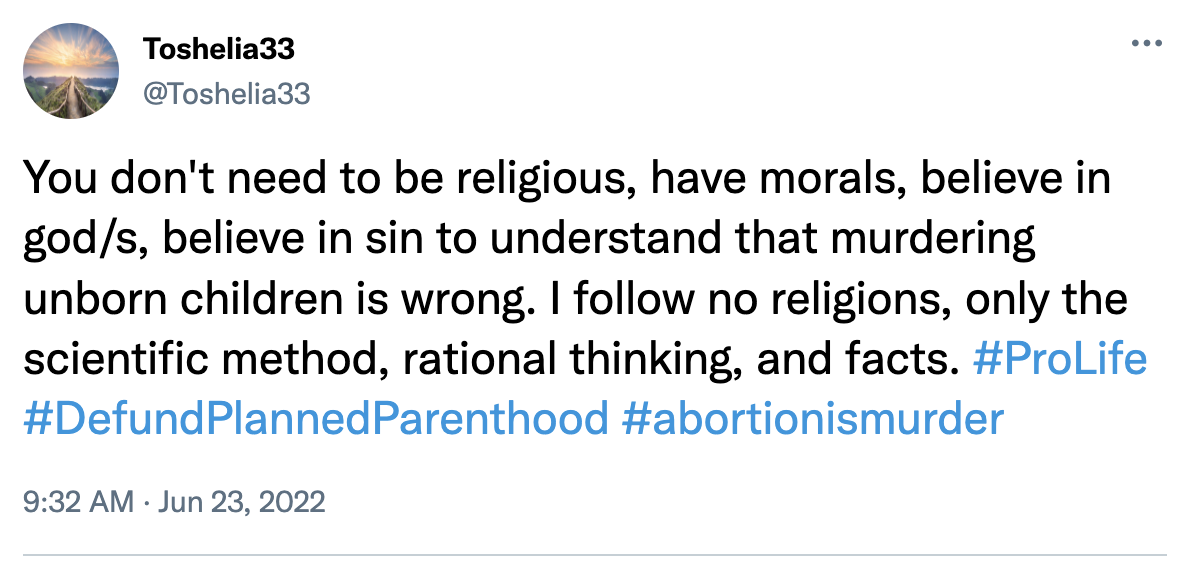 Toshelia33
@Toshelia33
You don't need to be religious, have morals, believe in
god/s, believe in sin to understand that murdering
unborn children is wrong. I follow no religions, only the
scientific method, rational thinking, and facts. #ProLife
#DefundPlannedParenthood #abortionismurder
9:32 AM · Jun 23, 2022